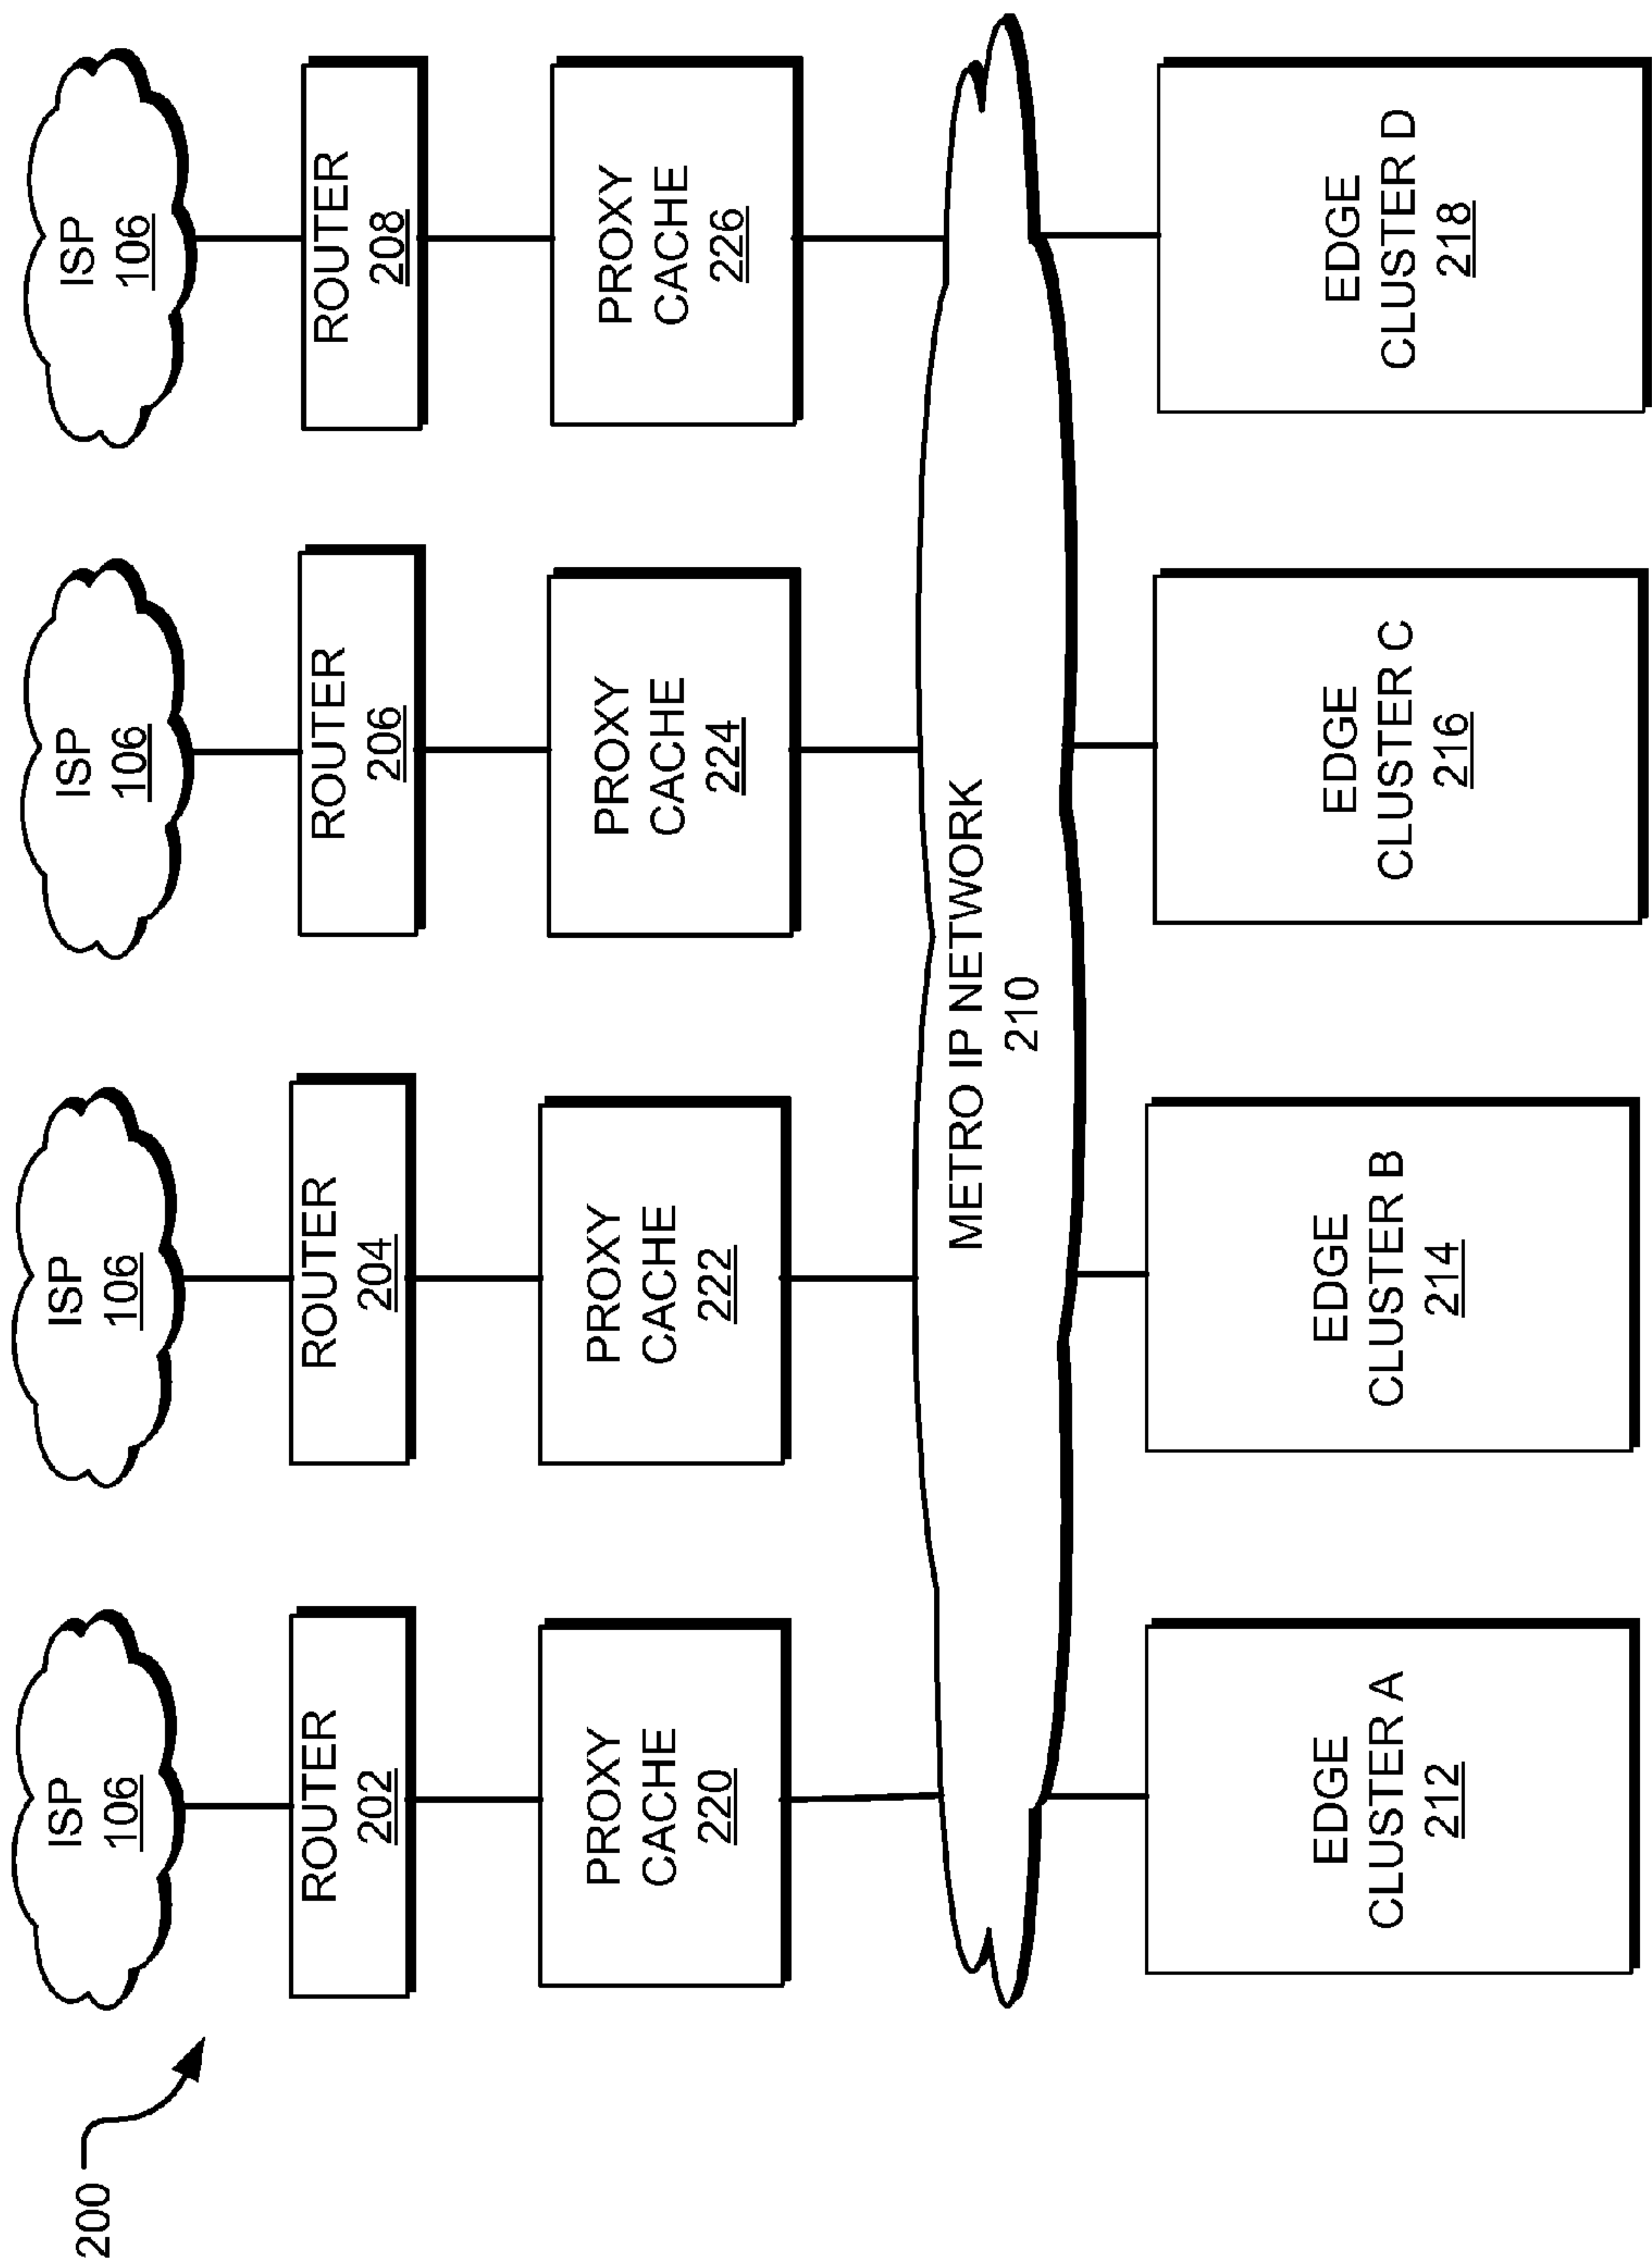 200
ISP
106
ISP
106
ISP
106
ISP
106
ROUTER
202
ROUTER
204
ROUTER
206
ROUTER
208
PROXY
CACHE
220
PROXY
CACHE
222
PROXY
CACHE
224
PROXY
CACHE
226
METRO IP NETWORK
210
EDGE
CLUSTER A
212
EDGE
CLUSTER B
214
EDGE
CLUSTER C
216
EDGE
CLUSTER D
218